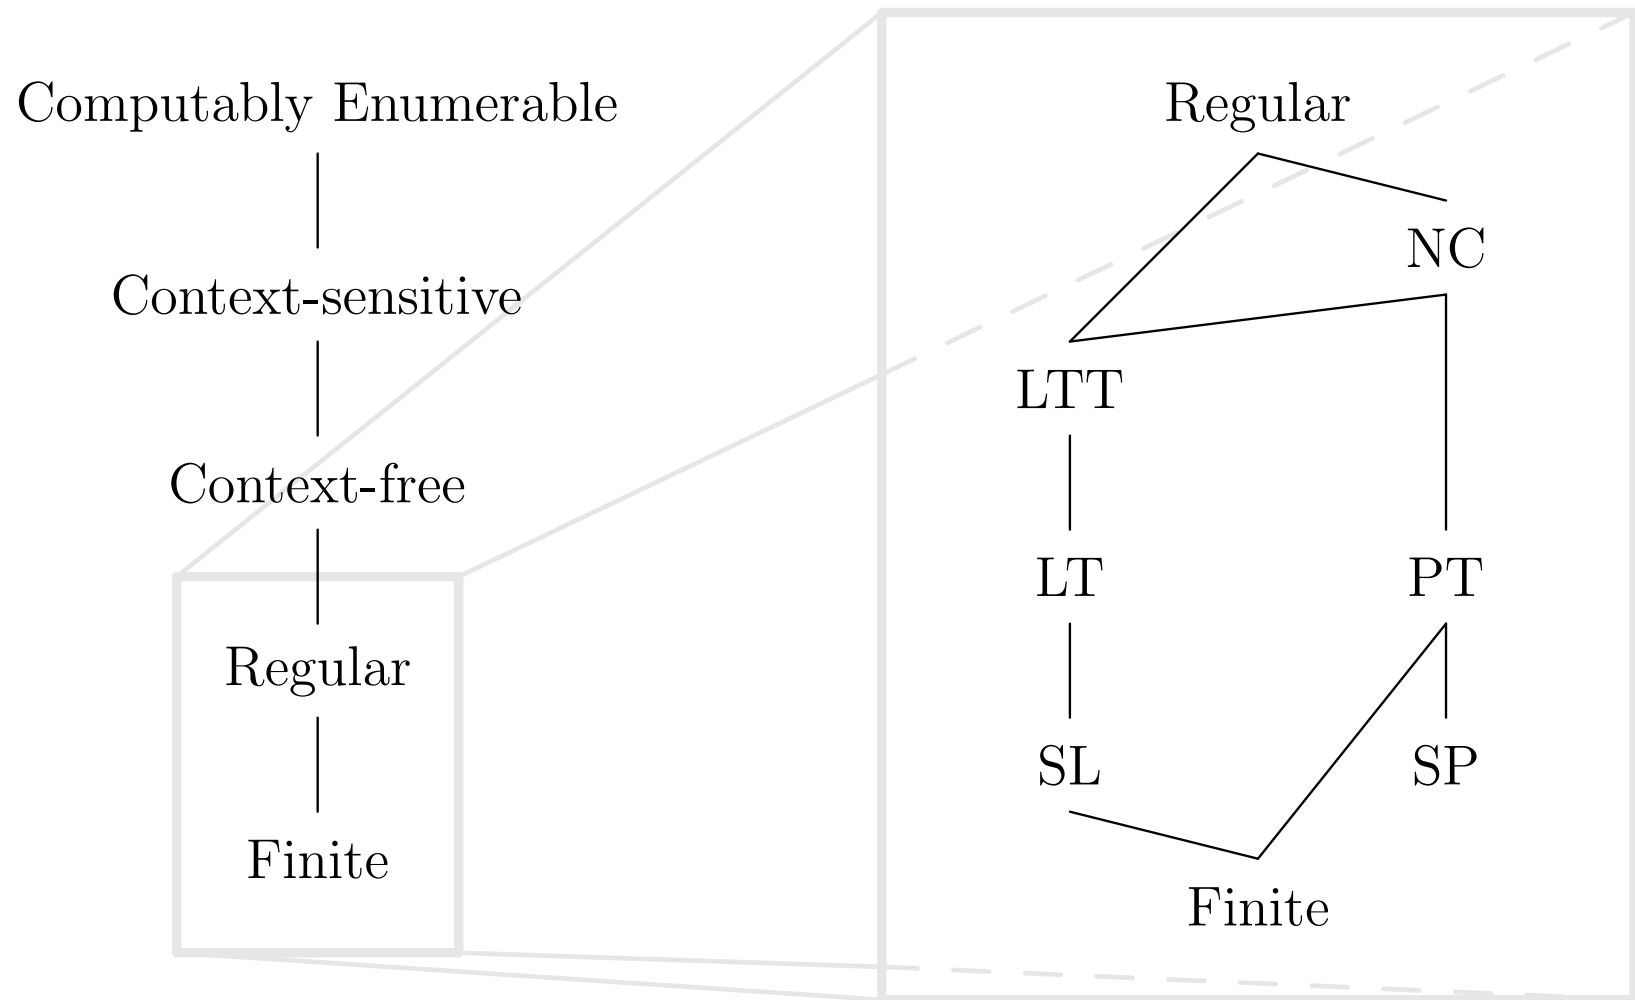 Computably Enumerable
Context-sensitive
Context-free
Regular
Finite
Regular
NC
LTT
LT
PT
SL
SP
Finite